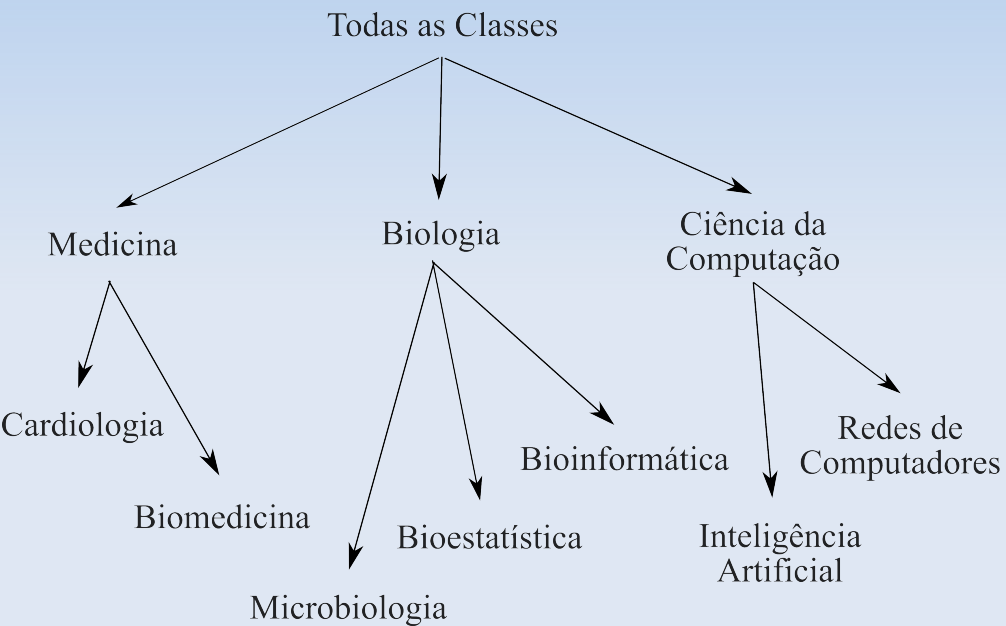 Todas as Classes
Medicina
Biologia
Ciência da
Computação
Cardiologia
Biomedicina
Microbiologia
Bioestatística
Bioinformática
Inteligência
Artificial
Redes de
Computadores